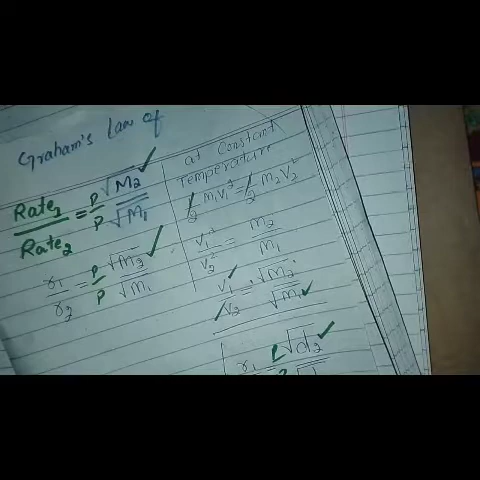 Graham's Law of
Rate₁/Rate₂ = P/P √M₂/√M₁
r₁/r₂ = P/P √M₂/√M₁
at Constant
Temperature
1/2 m₁v₁² = 1/2 m₂v₂²
v₁²/v₂² = m₂/m₁
v₁/v₂ = √m₂/√m₁
r₁ = √d₂